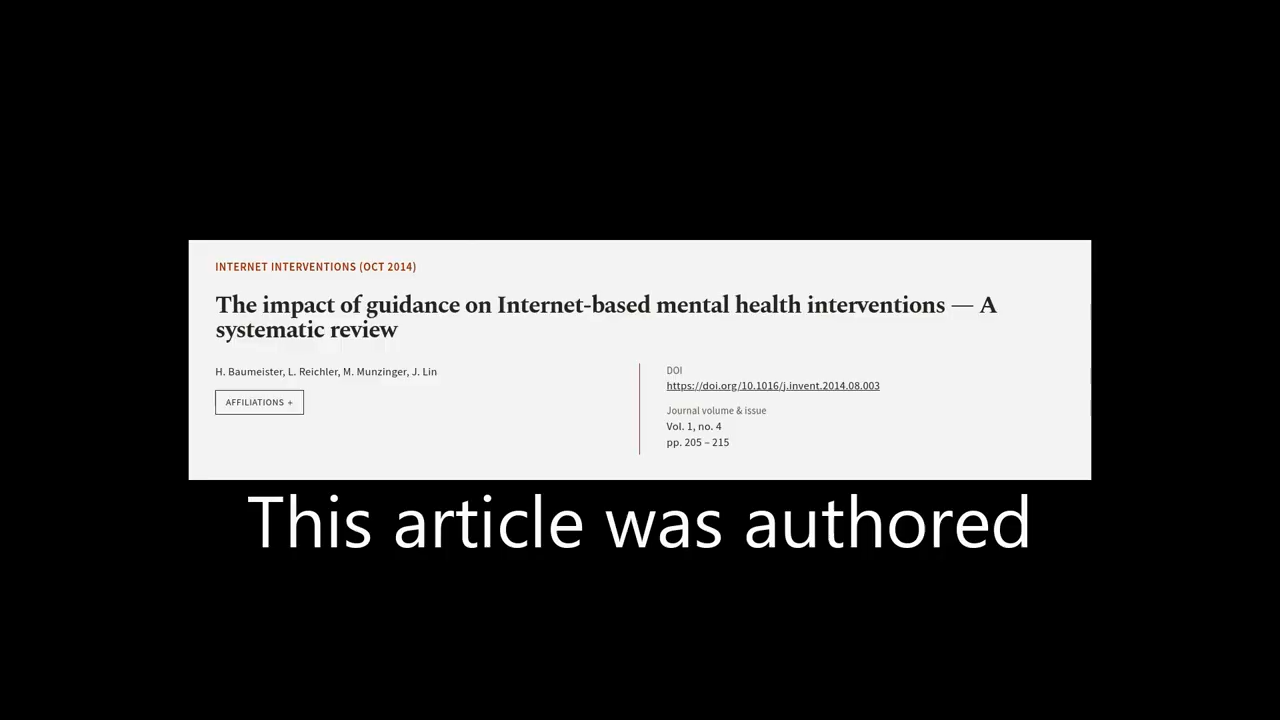 INTERNET INTERVENTIONS (OCT 2014)
The impact of guidance on Internet-based mental health interventions — A
systematic review
H. Baumeister, L. Reichler, M. Munzinger, J. Lin
AFFILIATIONS +
DOI
https://doi.org/10.1016/j.invent.2014.08.003
Journal volume & issue
Vol. 1, no. 4
pp. 205 – 215
This article was authored